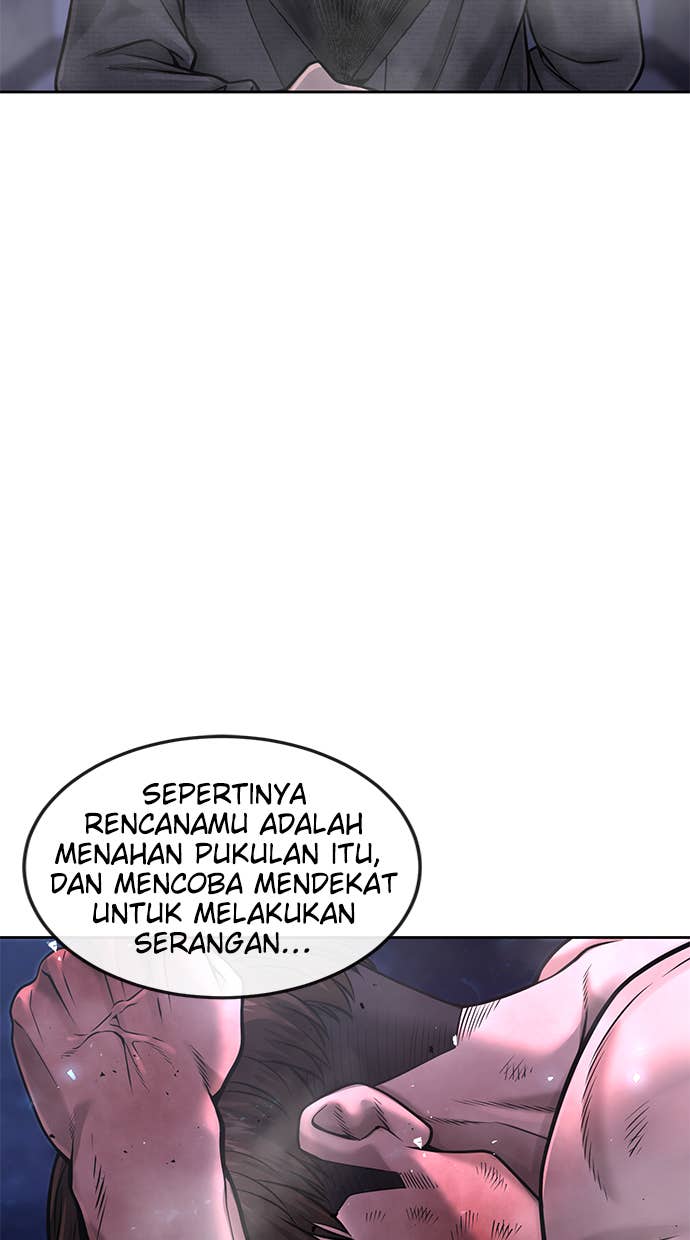 SEPERTINYA
RENCANAMU ADALAH
MENAHAN PUKULAN ITU,
DAN MENCOBA MENDEKAT
UNTUK MELAKUKAN
SERANGAN...